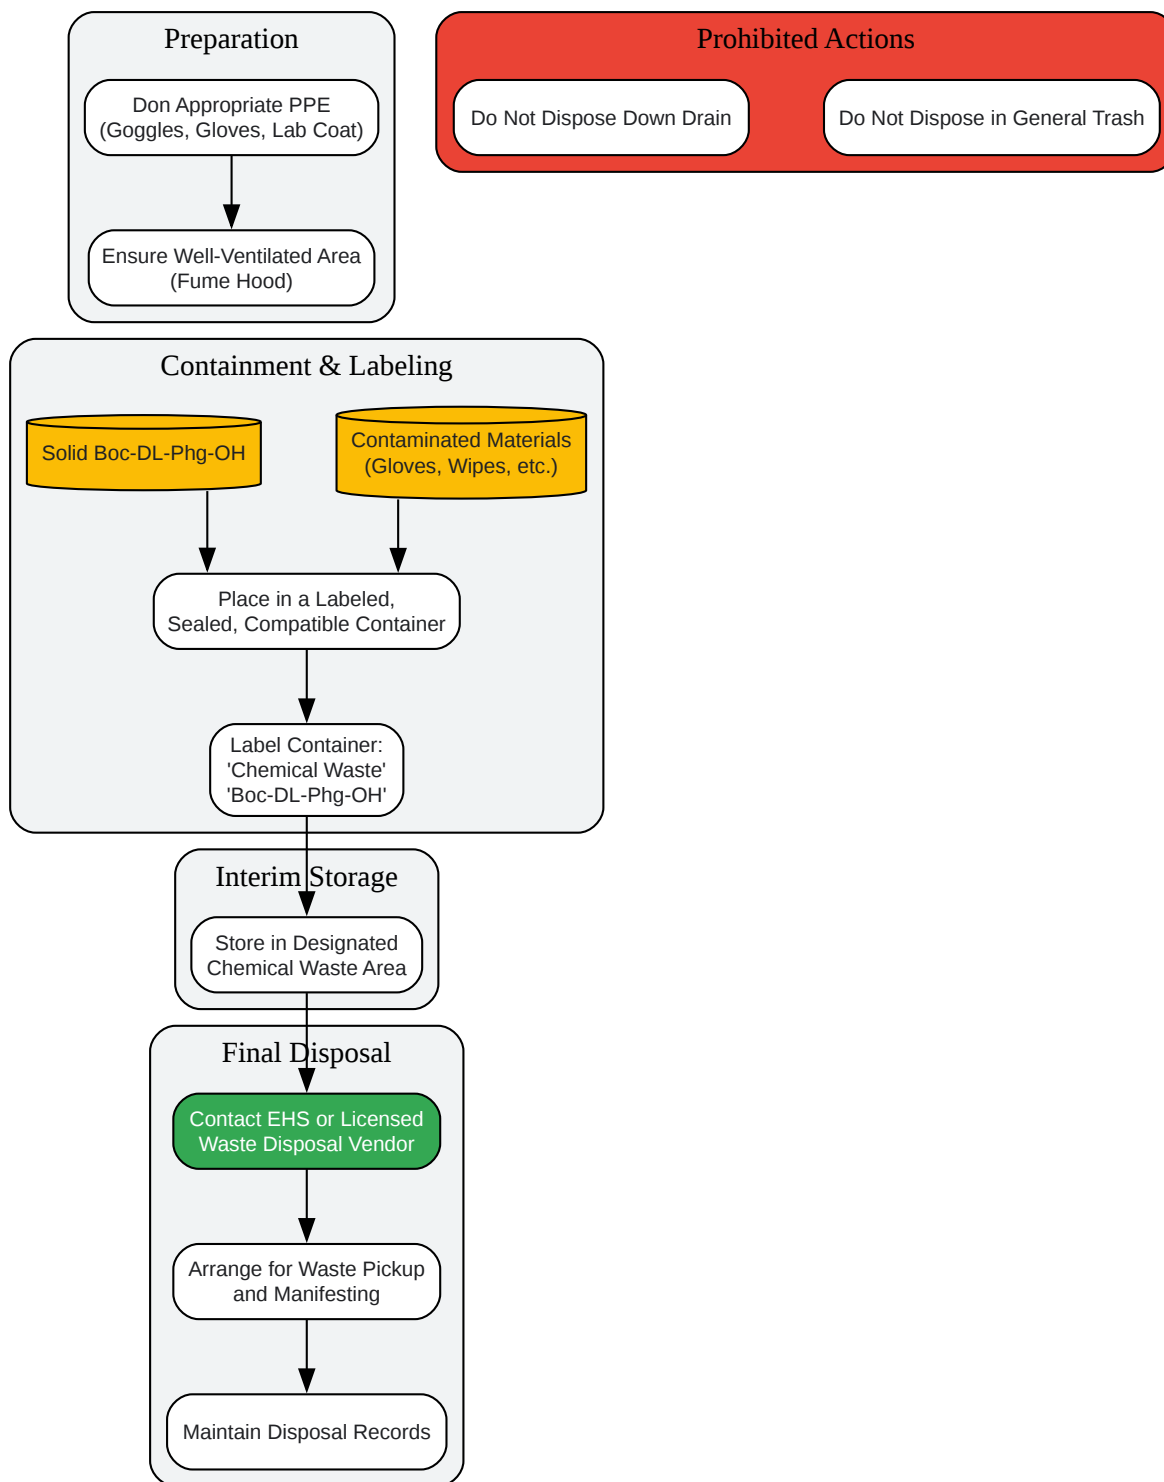 Preparation
Don Appropriate PPE
(Goggles, Gloves, Lab Coat)
Ensure Well-Ventilated Area
(Fume Hood)
Prohibited Actions
Do Not Dispose Down Drain
Do Not Dispose in General Trash
Containment & Labeling
Solid Boc-DL-Phg-OH
Contaminated Materials
(Gloves, Wipes, etc.)
Place in a Labeled,
Sealed, Compatible Container
Label Container:
'Chemical Waste'
'Boc-DL-Phg-OH'
Interim Storage
Store in Designated
Chemical Waste Area
Final Disposal
Contact EHS or Licensed
Waste Disposal Vendor
Arrange for Waste Pickup
and Manifesting
Maintain Disposal Records